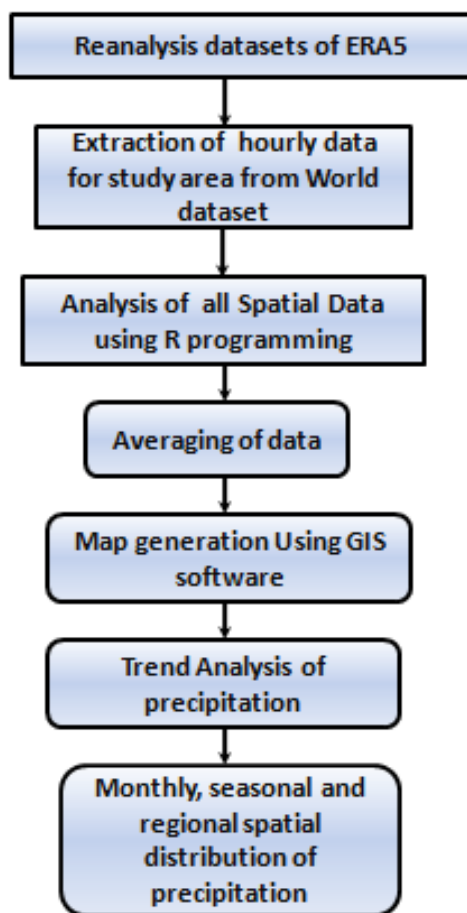 Reanalysis datasets of ERA5
Extraction of hourly data
for study area from World
dataset
Analysis of all Spatial Data
using R programming
Averaging of data
Map generation Using GIS
software
Trend Analysis of
precipitation
Monthly, seasonal and
regional spatial
distribution of
precipitation